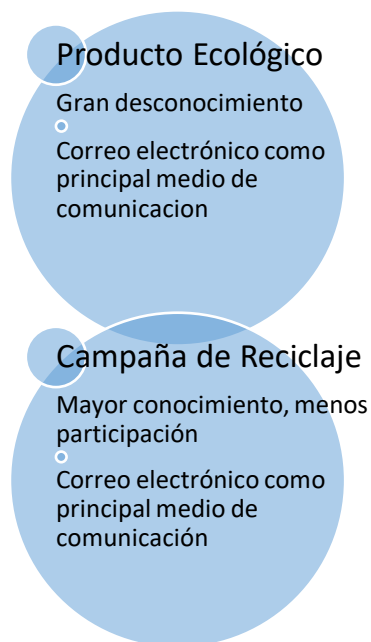 Producto Ecológico
Gran desconocimiento
Correo electrónico como
principal medio de
comunicacion
Campaña de Reciclaje
Mayor conocimiento, menos
participación
Correo electrónico como
principal medio de
comunicación